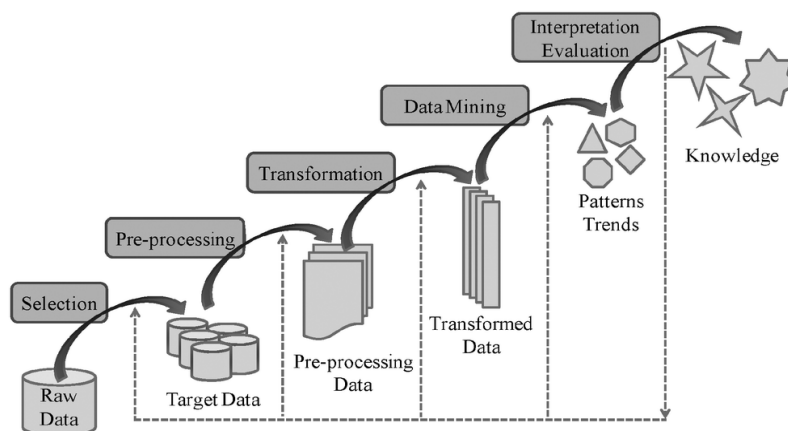 Interpretation
Evaluation
Data Mining
Knowledge
Transformation
Patterns
Trends
Pre-processing
Selection
Transformed
Data
Pre-processing
Data
Target Data
Raw
Data